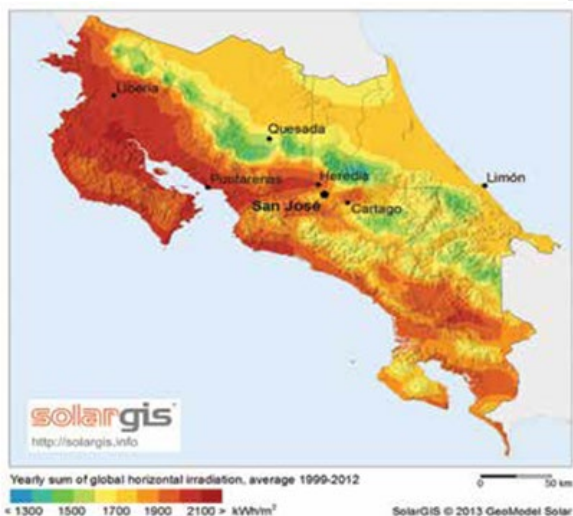 Liberia
Quesada
Puntarenas
Heredia
Limón
San José
Cartago
solargis
http://solargis.info
Yearly sum of global horizontal irradiation, average 1999-2012
0 50 km
< 1300 1500 1700 1900 2100 > kWh/m²
SolarGIS © 2013 GeoModel Solar